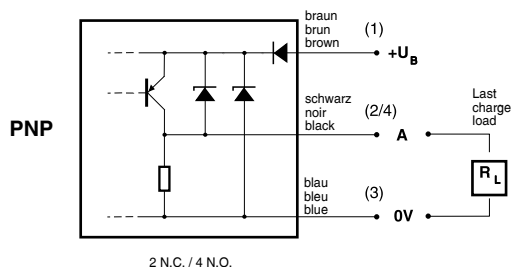 braun
brun
brown
(1)
+UB
PNP
schwarz
noir
black
(2/4)
A
Last
charge
load
RL
blau
bleu
blue
(3)
0V
2 N.C. / 4 N.O.